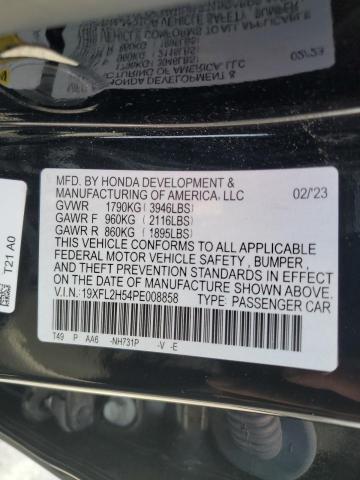 MFD. BY HONDA DEVELOPMENT &
MANUFACTURING OF AMERICA, LLC 02/'23
GVWR 1790KG (3946LBS)
GAWR F 960KG (2116LBS)
GAWR R 860KG (1895LBS)
THIS VEHICLE CONFORMS TO ALL APPLICABLE
FEDERAL MOTOR VEHICLE SAFETY , BUMPER ,
AND THEFT PREVENTION STANDARDS IN EFFECT
ON THE DATE OF MANUFACTURE SHOWN ABOVE.
V.I.N.: 19XFL2H54PE008858 TYPE: PASSENGER CAR
T49 P AA6 -NH731P -V -E
T21 A0